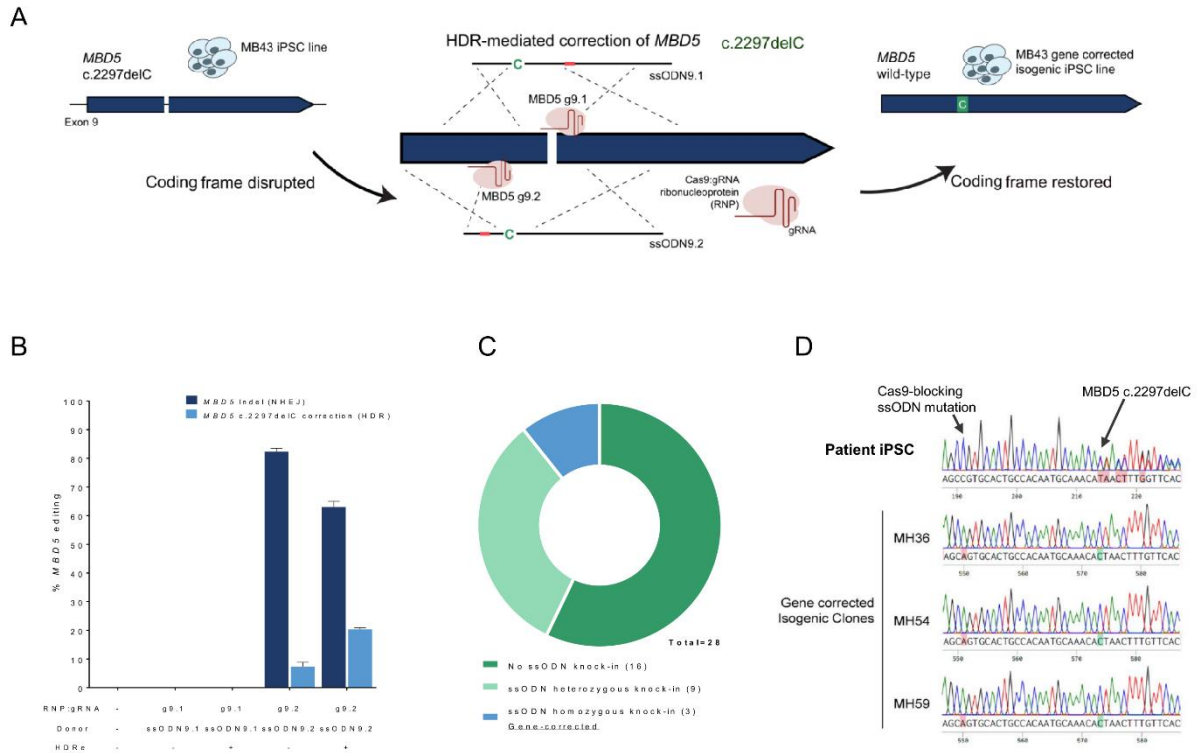 A
MBD5
c.2297delC
MB43 iPSC line
Exon 9
Coding frame disrupted
HDR-mediated correction of MBD5 c.2297delC
C
ssODN9.1
MBD5 g9.1
MBD5 g9.2
Cas9:gRNA
ribonucleoprotein
(RNP)
gRNA
C
ssODN9.2
MBD5
wild-type
MB43 gene corrected
isogenic iPSC line
C
Coding frame restored
B
MBD5 Indel (NHEJ)
MBD5 c.2297delC correction (HDR)
% MBD5 editing
100
90
80
70
60
50
40
30
20
10
0
RNP:gRNA - g9.1 g9.1 g9.2 g9.2
Donor - ssODN9.1 ssODN9.1 ssODN9.2 ssODN9.2
HDRe - - + - +
C
Total=28
No ssODN knock-in (16)
ssODN heterozygous knock-in (9)
ssODN homozygous knock-in (3)
Gene-corrected
D
Cas9-blocking
ssODN mutation
MBD5 c.2297delC
Patient iPSC
AGCCGTGCACTGCCACAATGCAAACATAACTTTGGTTCAC
190 200 210 220
Gene corrected
Isogenic Clones
MH36
AGCAGTGCACTGCCACAATGCAAACACTAACTTTGTTCAC
550 560 570 580
MH54
AGCAGTGCACTGCCACAATGCAAACACTAACTTTGTTCAC
550 560 570 580
MH59
AGCAGTGCACTGCCACAATGCAAACACTAACTTTGTTCAC
550 560 570 580